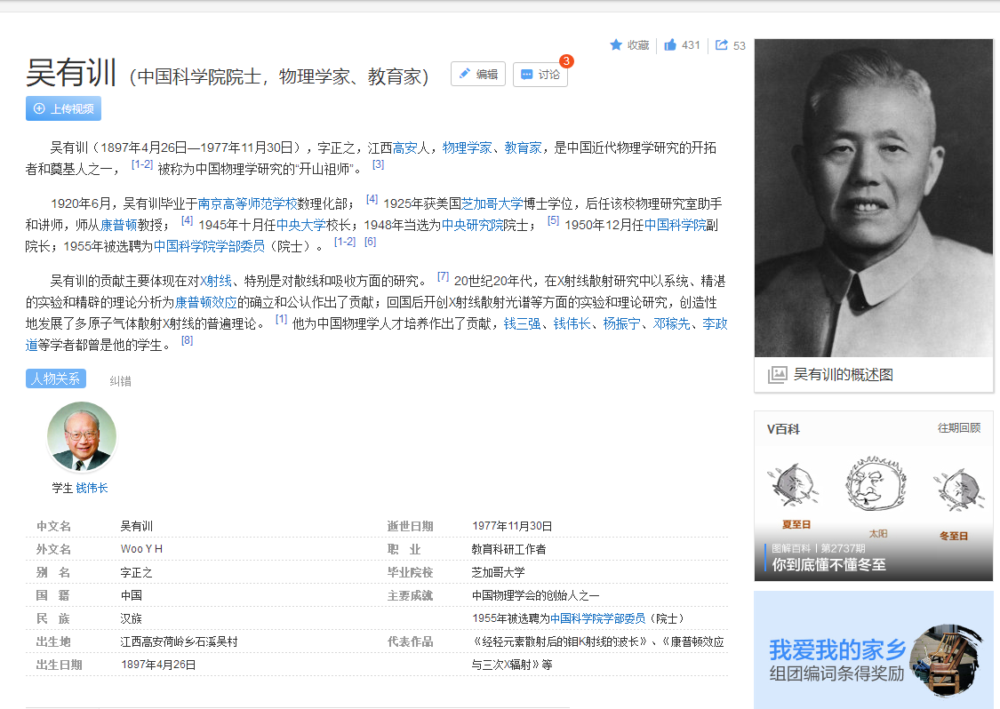 收藏 431 53
吴有训（中国科学院院士，物理学家、教育家） 编辑 讨论 3
上传视频
吴有训（1897年4月26日—1977年11月30日），字正之，江西高安人，物理学家、教育家，是中国近代物理学研究的开拓
者和奠基人之一， [1-2] 被称为中国物理学研究的“开山祖师”。 [3]
1920年6月，吴有训毕业于南京高等师范学校数理化部； [4] 1925年获美国芝加哥大学博士学位，后任该校物理研究室助手
和讲师，师从康普顿教授； [4] 1945年十月任中央大学校长；1948年当选为中央研究院院士； [5] 1950年12月任中国科学院副
院长；1955年被选聘为中国科学院学部委员（院士）。 [1-2] [6]
吴有训的贡献主要体现在对X射线、特别是对散线和吸收方面的研究。 [7] 20世纪20年代，在X射线散射研究中以系统、精湛
的实验和精辟的理论分析为康普顿效应的确立和公认作出了贡献；回国后开创X射线散射光谱等方面的实验和理论研究，创造性
地发展了多原子气体散射X射线的普遍理论。 [1] 他为中国物理学人才培养作出了贡献，钱三强、钱伟长、杨振宁、邓稼先、李政
道等学者都曾是他的学生。 [8]
人物关系 纠错
学生 钱伟长
中文名 吴有训
外文名 Woo Y H
别 名 字正之
国 籍 中国
民 族 汉族
出生地 江西高安荷岭乡石溪吴村
出生日期 1897年4月26日
逝世日期 1977年11月30日
职 业 教育科研工作者
毕业院校 芝加哥大学
主要成就 中国物理学会的创始人之一
1955年被选聘为中国科学院学部委员（院士）
代表作品 《经轻元素散射后的钼K射线的波长》、《康普顿效应
与三次X辐射》等
吴有训的概述图
V百科 往期回顾
夏至日 太阳 冬至日
图解百科 | 第2737期
你到底懂不懂冬至
我爱我的家乡
组团编词条得奖励